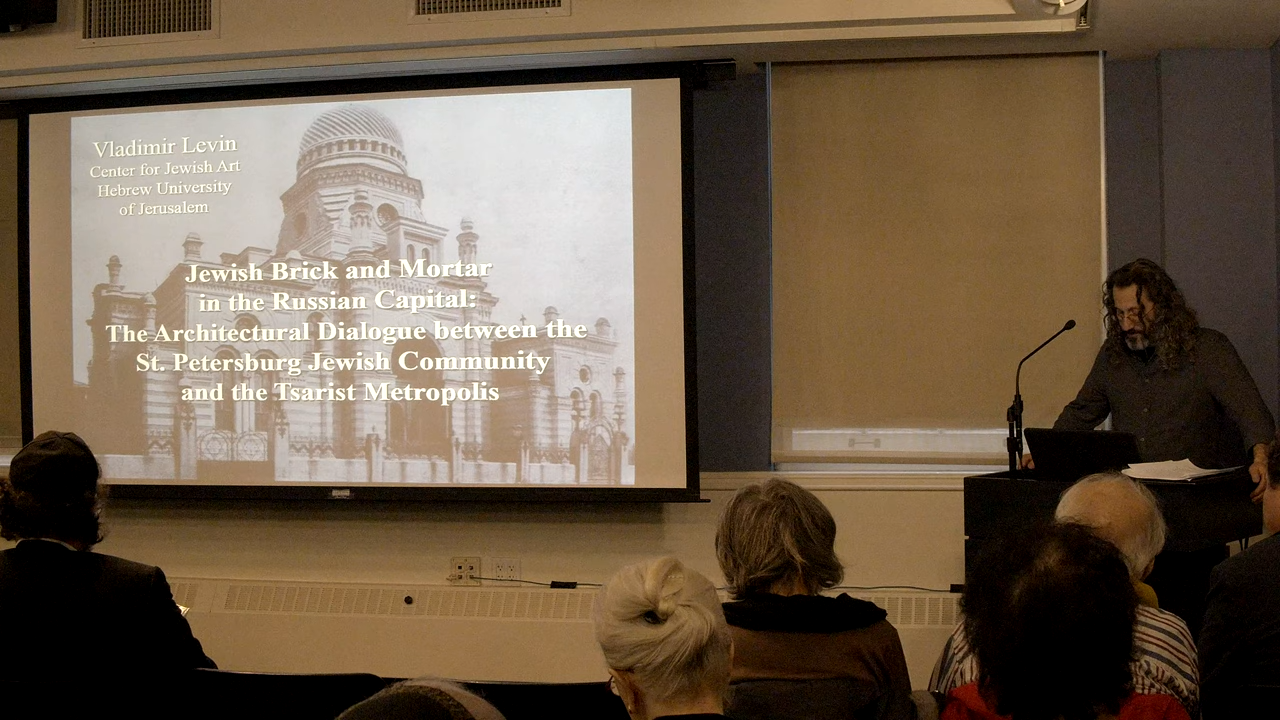 Vladimir Levin
Center for Jewish Art
Hebrew University
of Jerusalem
Jewish Brick and Mortar
in the Russian Capital:
The Architectural Dialogue between the
St. Petersburg Jewish Community
and the Tsarist Metropolis